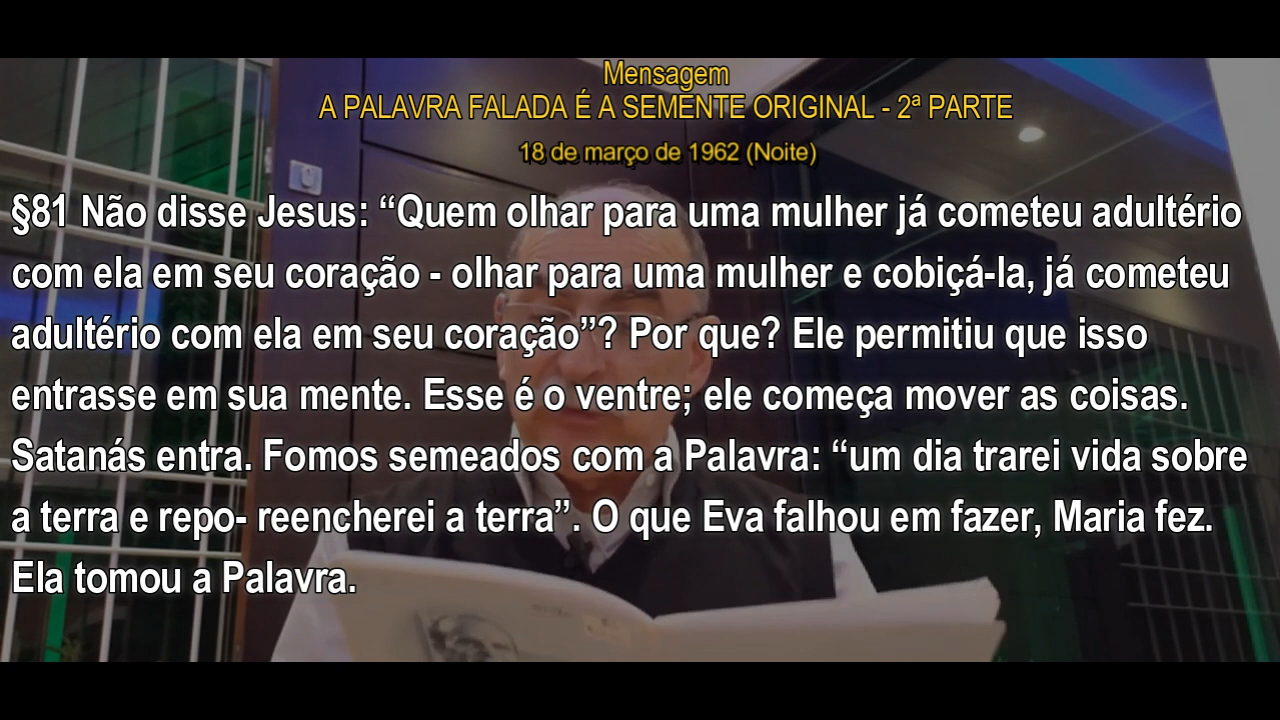 Mensagem
A PALAVRA FALADA É A SEMENTE ORIGINAL - 2ª PARTE
18 de março de 1962 (Noite)
§81 Não disse Jesus: “Quem olhar para uma mulher já cometeu adultério
com ela em seu coração - olhar para uma mulher e cobiçá-la, já cometeu
adultério com ela em seu coração”? Por que? Ele permitiu que isso
entrasse em sua mente. Esse é o ventre; ele começa mover as coisas.
Satanás entra. Fomos semeados com a Palavra: “um dia trarei vida sobre
a terra e repo- reencherei a terra”. O que Eva falhou em fazer, Maria fez.
Ela tomou a Palavra.